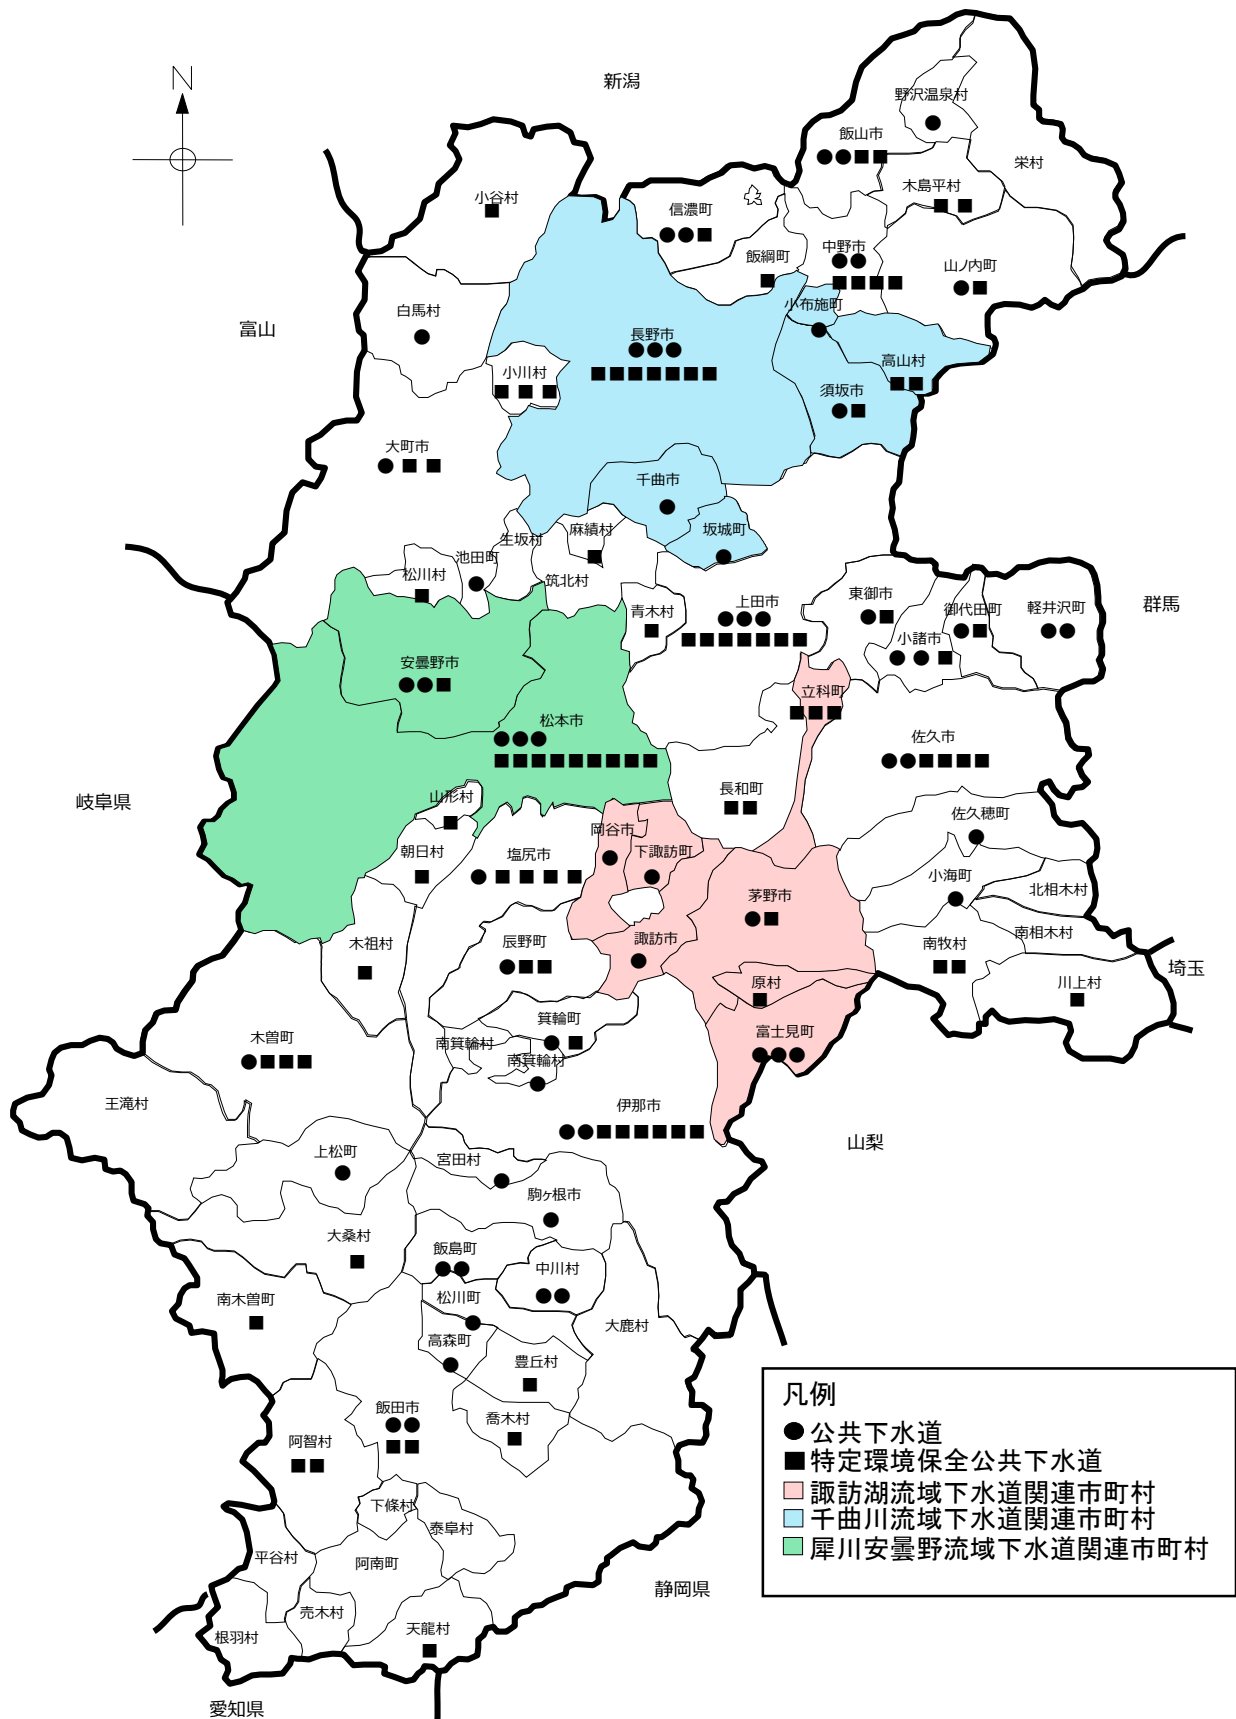 N
新潟
野沢温泉村
飯山市
栄村
木島平村
小谷村
信濃町
中野市
飯綱町
山ノ内町
白馬村
小布施町
富山
長野市
高山村
小川村
須坂市
大町市
千曲市
坂城町
麻績村
生坂村
池田町
松川村
筑北村
青木村
上田市
東御市
御代田町
軽井沢町
群馬
小諸市
安曇野市
立科町
松本市
佐久市
長和町
岐阜県
山形村
佐久穂町
岡谷市
下諏訪町
朝日村
塩尻市
小海町
北相木村
茅野市
南相木村
木祖村
辰野町
諏訪市
南牧村
埼玉
原村
川上村
箕輪町
富士見町
木曽町
南箕輪村
南箕輪村
王滝村
伊那市
山梨
上松町
宮田村
駒ヶ根市
大桑村
飯島町
中川村
南木曽町
松川町
大鹿村
高森町
豊丘村
飯田市
喬木村
阿智村
下條村
泰阜村
平谷村
阿南町
静岡県
売木村
根羽村
天龍村
愛知県
凡例
公共下水道
特定環境保全公共下水道
諏訪湖流域下水道関連市町村
千曲川流域下水道関連市町村
犀川安曇野流域下水道関連市町村